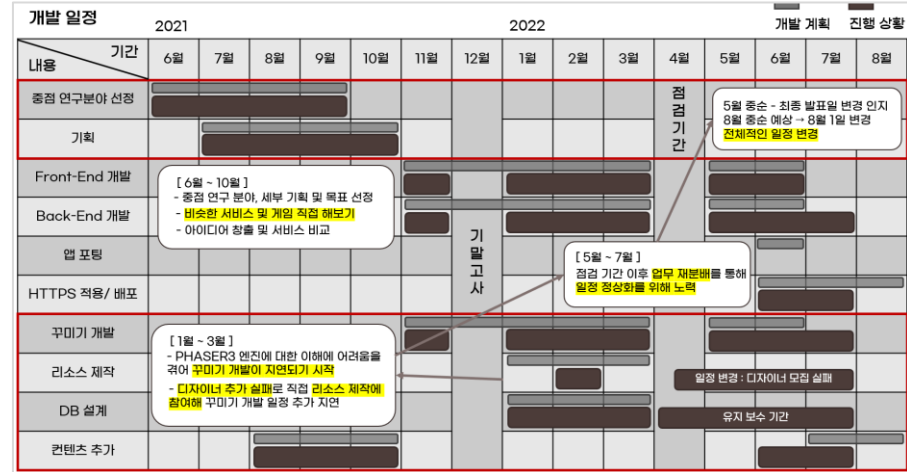 개발 일정
2021
2022
개발 계획
진행 상황
기간
내용
6월 7월 8월 9월 10월 11월 12월 1월 2월 3월 4월 5월 6월 7월 8월
중점 연구분야 선정
기획
점검기간
5월 중순 - 최종 발표일 변경 인지
8월 중순 예상 → 8월 1일 변경
전체적인 일정 변경
Front-End 개발
Back-End 개발
[ 6월 ~ 10월 ]
- 중점 연구 분야, 세부 기획 및 목표 선정
- 비슷한 서비스 및 게임 직접 해보기
- 아이디어 창출 및 서비스 비교
앱 포팅
HTTPS 적용/ 배포
기말고사
[ 5월 ~ 7월 ]
점검 기간 이후 업무 재분배를 통해
일정 정상화를 위해 노력
꾸미기 개발
리소스 제작
DB 설계
컨텐츠 추가
[ 1월 ~ 3월 ]
- PHASER3 엔진에 대한 이해에 어려움을
겪어 꾸미기 개발이 지연되기 시작
- 디자이너 추가 실패로 직접 리소스 제작에
참여해 꾸미기 개발 일정 추가 지연
일정 변경 : 디자이너 모집 실패
유지 보수 기간